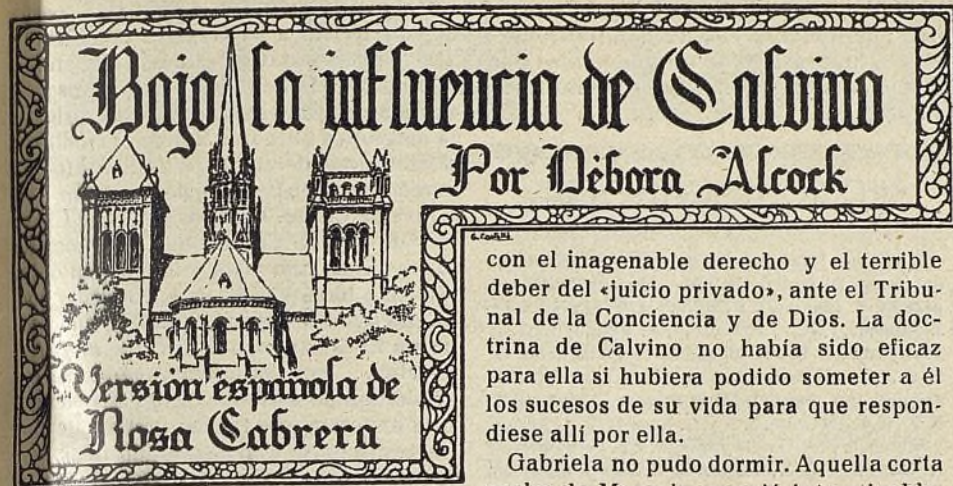 Bajo la influencia de Calvino
Por Débora Alcock
Versión española de
Rosa Cabrera
con el inagenable derecho y el terrible
deber del «juicio privado», ante el Tribu-
nal de la Conciencia y de Dios. La doc-
trina de Calvino no había sido eficaz
para ella si hubiera podido someter a él
los sucesos de su vida para que respon-
diese allí por ella.
Gabriela no pudo dormir. Aquella corta